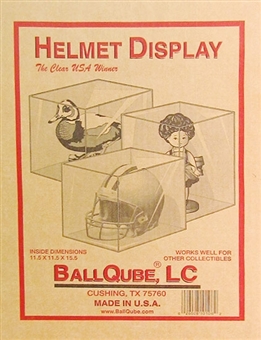 HELMET DISPLAY
The Clear USA Winner
INSIDE DIMENSIONS
11.5 X 11.5 X 15.5
WORKS WELL FOR
OTHER COLLECTIBLES
BALLQUBE, LC®
CUSHING, TX 75760
MADE IN U.S.A.
www.BallQube.com